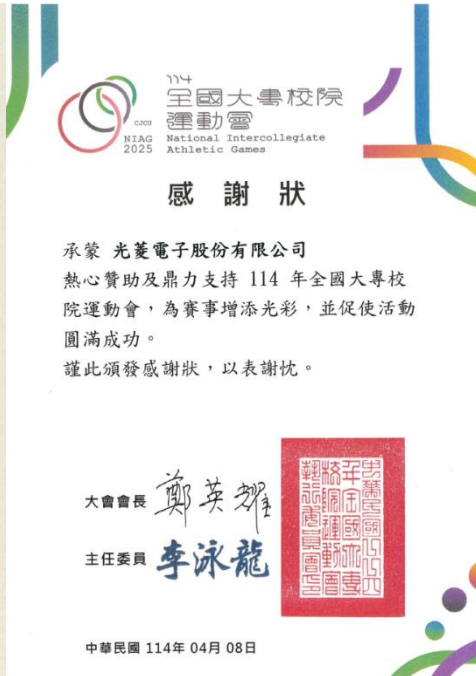 114
全國大專校院
運動會
CJCU
NIAG
2025
National Intercollegiate
Athletic Games
感謝狀
承蒙 光菱電子股份有限公司
熱心贊助及鼎力支持 114 年全國大專校
院運動會，為賽事增添光彩，並促使活動
圓滿成功。
謹此頒發感謝狀，以表謝忱。
大會會長 鄭英耀
主任委員 李泳龍
中華民國 114年 04月 08日